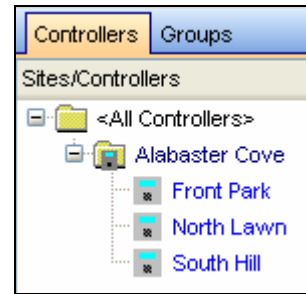 Controllers Groups
Sites/Controllers
<All Controllers>
Alabaster Cove
Front Park
North Lawn
South Hill